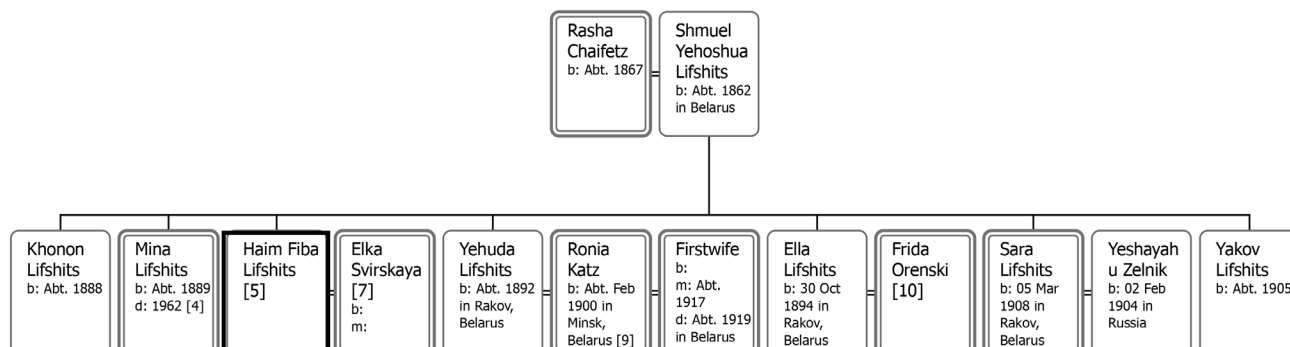 Rasha
Chaifetz
b: Abt. 1867
Shmuel
Yehoshua
Lifshits
b: Abt. 1862
in Belarus
Khonon
Lifshits
b: Abt. 1888
Mina
Lifshits
b: Abt. 1889
d: 1962 [4]
Haim Fiba
Lifshits
[5]
Elka
Svirskaya
[7]
b:
m:
Yehuda
Lifshits
b: Abt. 1892
in Rakov,
Belarus
Ronia
Katz
b: Abt. Feb
1900 in
Minsk,
Belarus [9]
Firstwife
b:
m: Abt.
1917
d: Abt. 1919
in Belarus
Ella
Lifshits
b: 30 Oct
1894 in
Rakov,
Belarus
Frida
Orenski
[10]
Sara
Lifshits
b: 05 Mar
1908 in
Rakov,
Belarus
Yeshayah
u Zelnik
b: 02 Feb
1904 in
Russia
Yakov
Lifshits
b: Abt. 1905